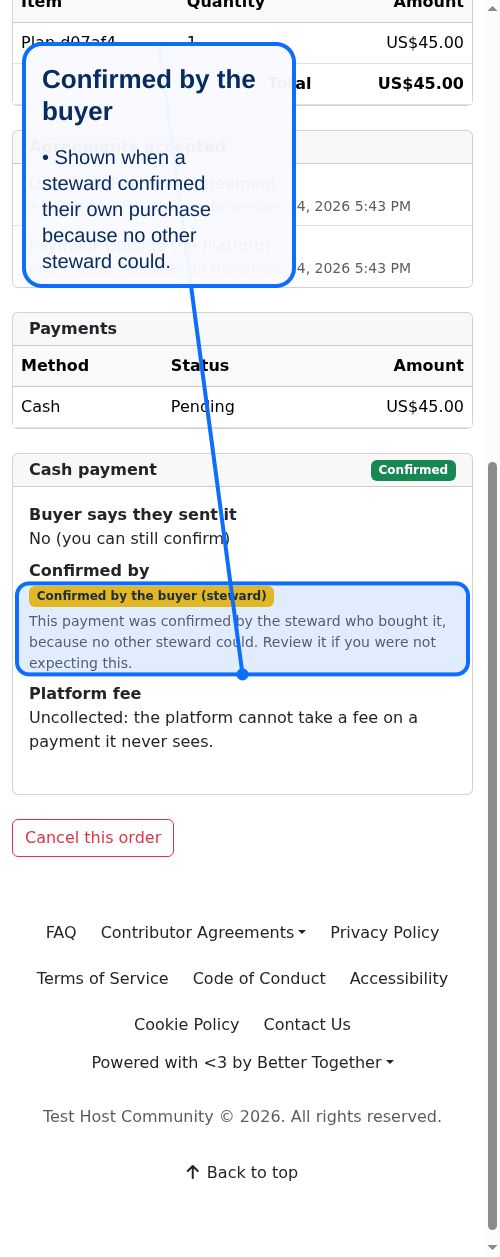 Item Quantity Amount
Plan d07af4 1 US$45.00
Total US$45.00
Confirmed by the
buyer
• Shown when a
steward confirmed
their own purchase
because no other
steward could.
Agreements accepted
4, 2026 5:43 PM
4, 2026 5:43 PM
Payments
Method Status Amount
Cash Pending US$45.00
Cash payment Confirmed
Buyer says they sent it
No (you can still confirm)
Confirmed by
Confirmed by the buyer (steward)
This payment was confirmed by the steward who bought it,
because no other steward could. Review it if you were not
expecting this.
Platform fee
Uncollected: the platform cannot take a fee on a
payment it never sees.
Cancel this order
FAQ Contributor Agreements Privacy Policy
Terms of Service Code of Conduct Accessibility
Cookie Policy Contact Us
Powered with <3 by Better Together
Test Host Community © 2026. All rights reserved.
Back to top